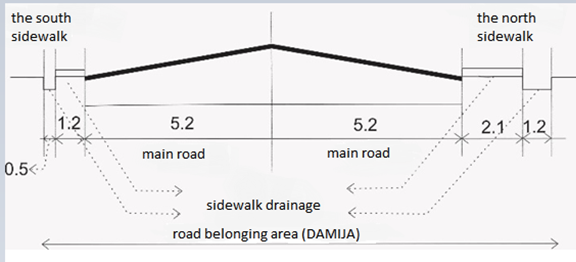 the south
sidewalk
the north
sidewalk
1.2
5.2
5.2
2.1
1.2
0.5
main road
main road
sidewalk drainage
road belonging area (DAMIJA)